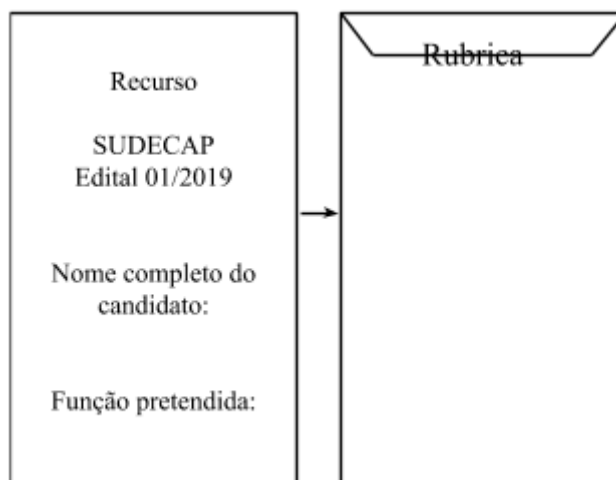 Recurso
SUDECAP
Edital 01/2019
Nome completo do
candidato:
Função pretendida:
Rubrica